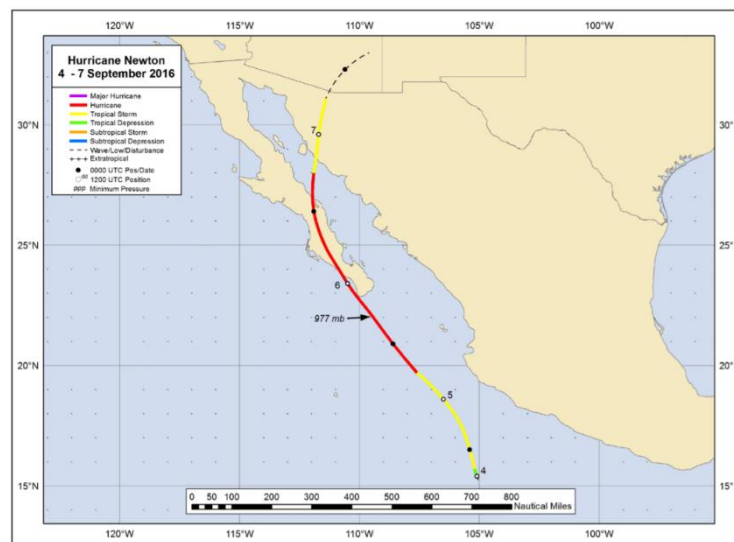 120°W 115°W 110°W 105°W 100°W
Hurricane Newton
4 - 7 September 2016
Major Hurricane
Hurricane
Tropical Storm
Tropical Depression
Subtropical Storm
Subtropical Depression
Wave/Low/Disturbance
Extratropical
0000 UTC Pos/Date
1200 UTC Position
PPP Minimum Pressure
30°N 30°N
7
25°N 25°N
6
977 mb
20°N 20°N
5
4
15°N 15°N
0 50 100 200 300 400 500 600 700 800
Nautical Miles
120°W 115°W 110°W 105°W 100°W